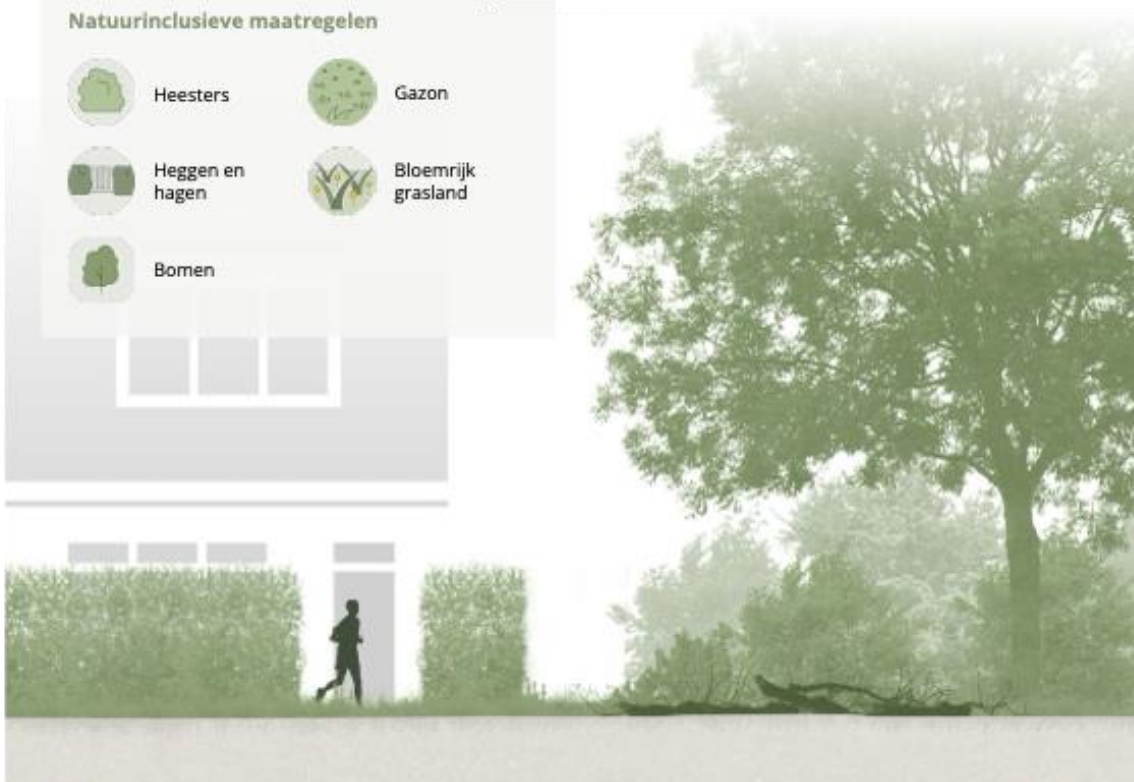 Natuurinclusieve maatregelen
Heesters
Gazon
Heggen en
hagen
Bloemrijk
grasland
Bomen